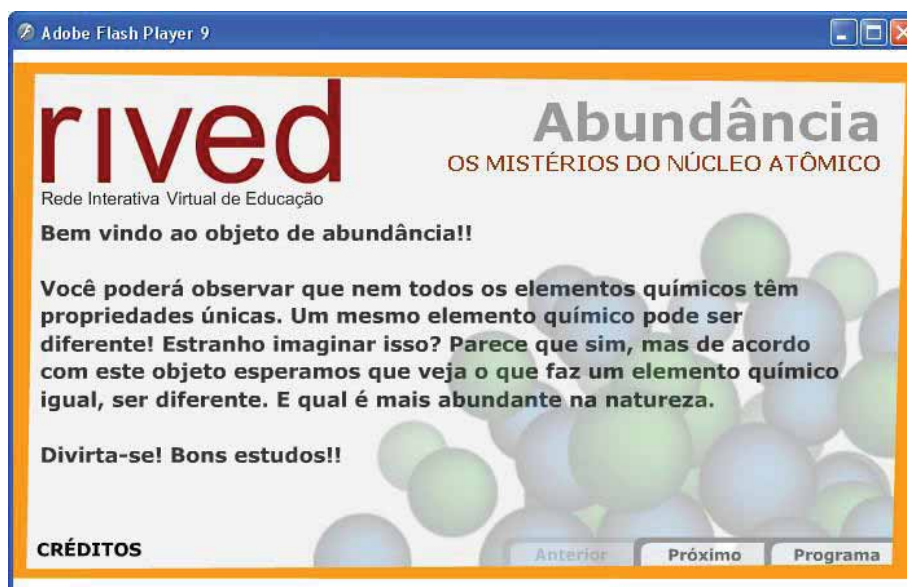 Adobe Flash Player 9
rived
Rede Interativa Virtual de Educação
Abundância
OS MISTÉRIOS DO NÚCLEO ATÔMICO
Bem vindo ao objeto de abundância!!
Você poderá observar que nem todos os elementos químicos têm
propriedades únicas. Um mesmo elemento químico pode ser
diferente! Estranho imaginar isso? Parece que sim, mas de acordo
com este objeto esperamos que veja o que faz um elemento químico
igual, ser diferente. E qual é mais abundante na natureza.
Divirta-se! Bons estudos!!
CRÉDITOS
Anterior
Próximo
Programa